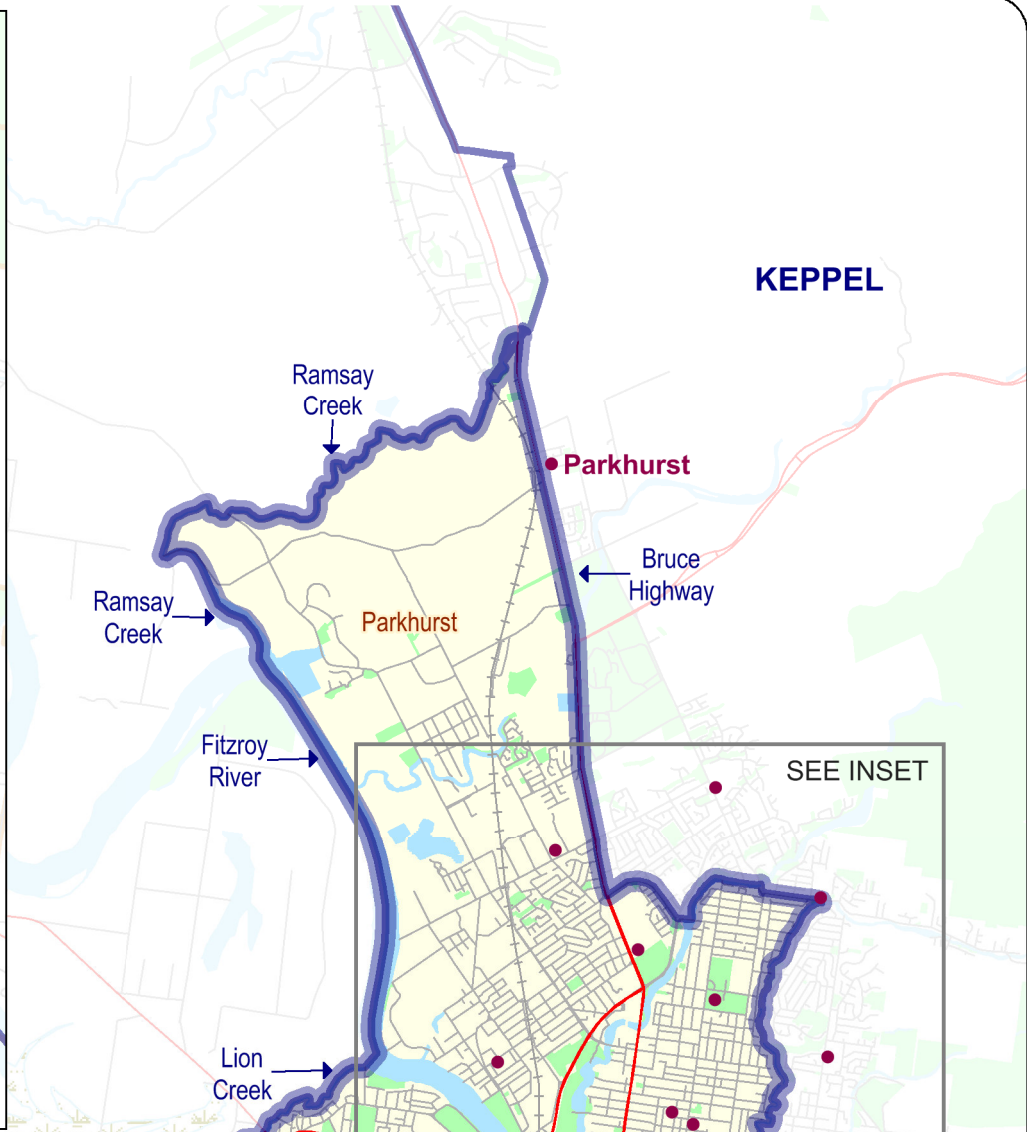 KEPPEL
Ramsay
Creek
Parkhurst
Bruce
Highway
Ramsay
Creek
Parkhurst
Fitzroy
River
SEE INSET
Lion
Creek